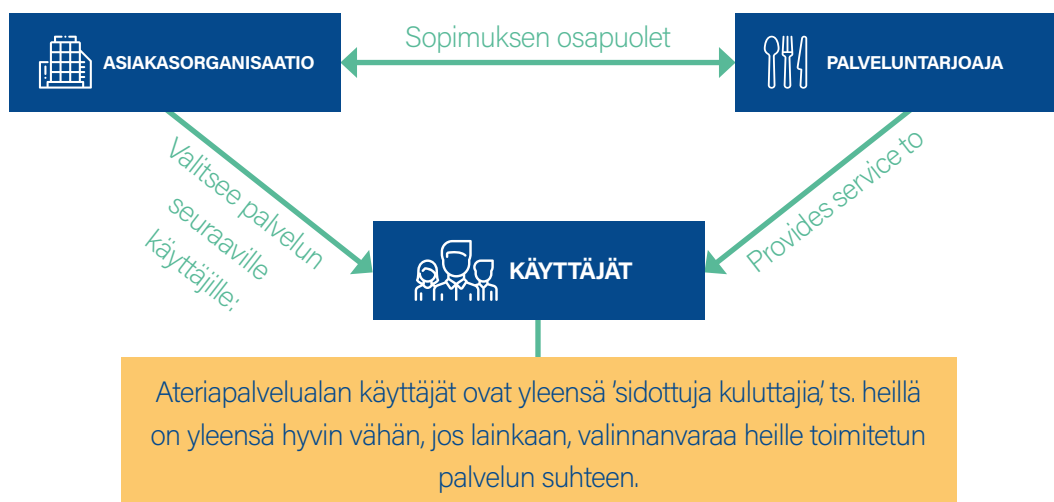 Sopimuksen osapuolet
ASIAKASORGANISAATIO
PALVELUNTARJOAJA
Valitsee palvelun
seuraaville
käyttäjille:
Provides service to
KÄYTTÄJÄT
Ateriapalvelualan käyttäjät ovat yleensä ‘sidottuja kuluttajia’, ts. heillä
on yleensä hyvin vähän, jos lainkaan, valinnanvaraa heille toimitetun
palvelun suhteen.